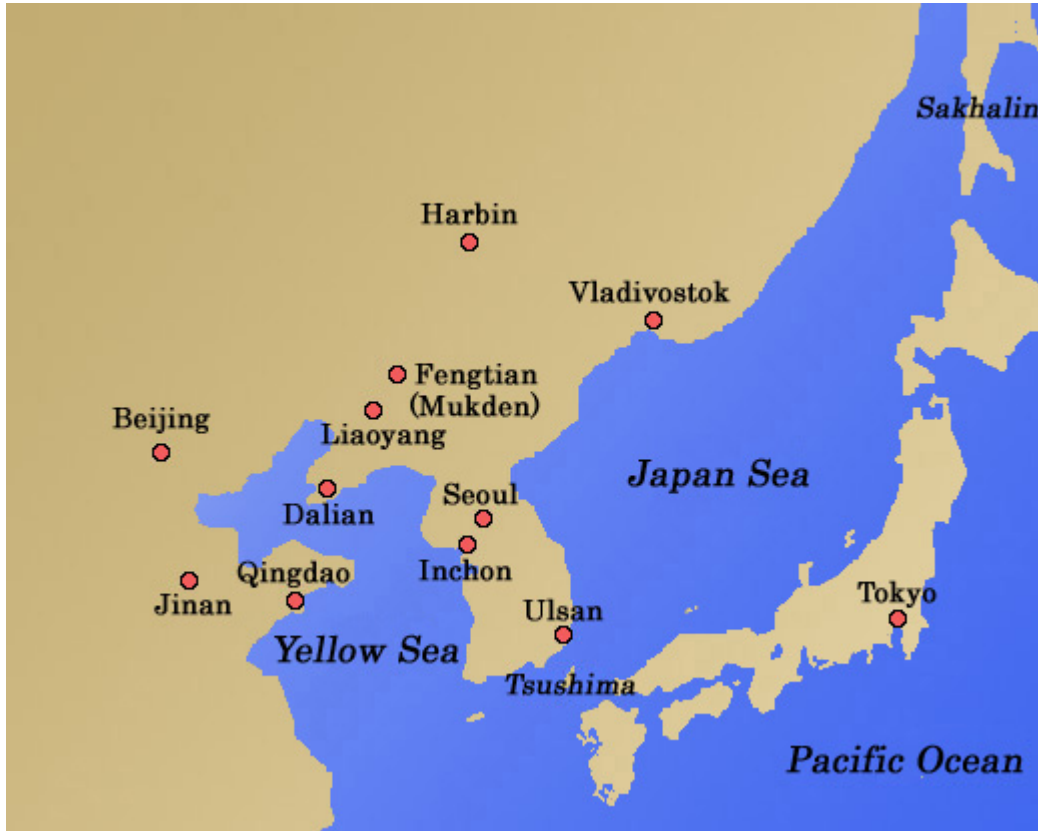 Sakhalin
Harbin
Vladivostok
Fengtian
(Mukden)
Beijing
Liaoyang
Japan Sea
Seoul
Dalian
Inchon
Qingdao
Jinan
Tokyo
Ulsan
Yellow Sea
Tsushima
Pacific Ocean